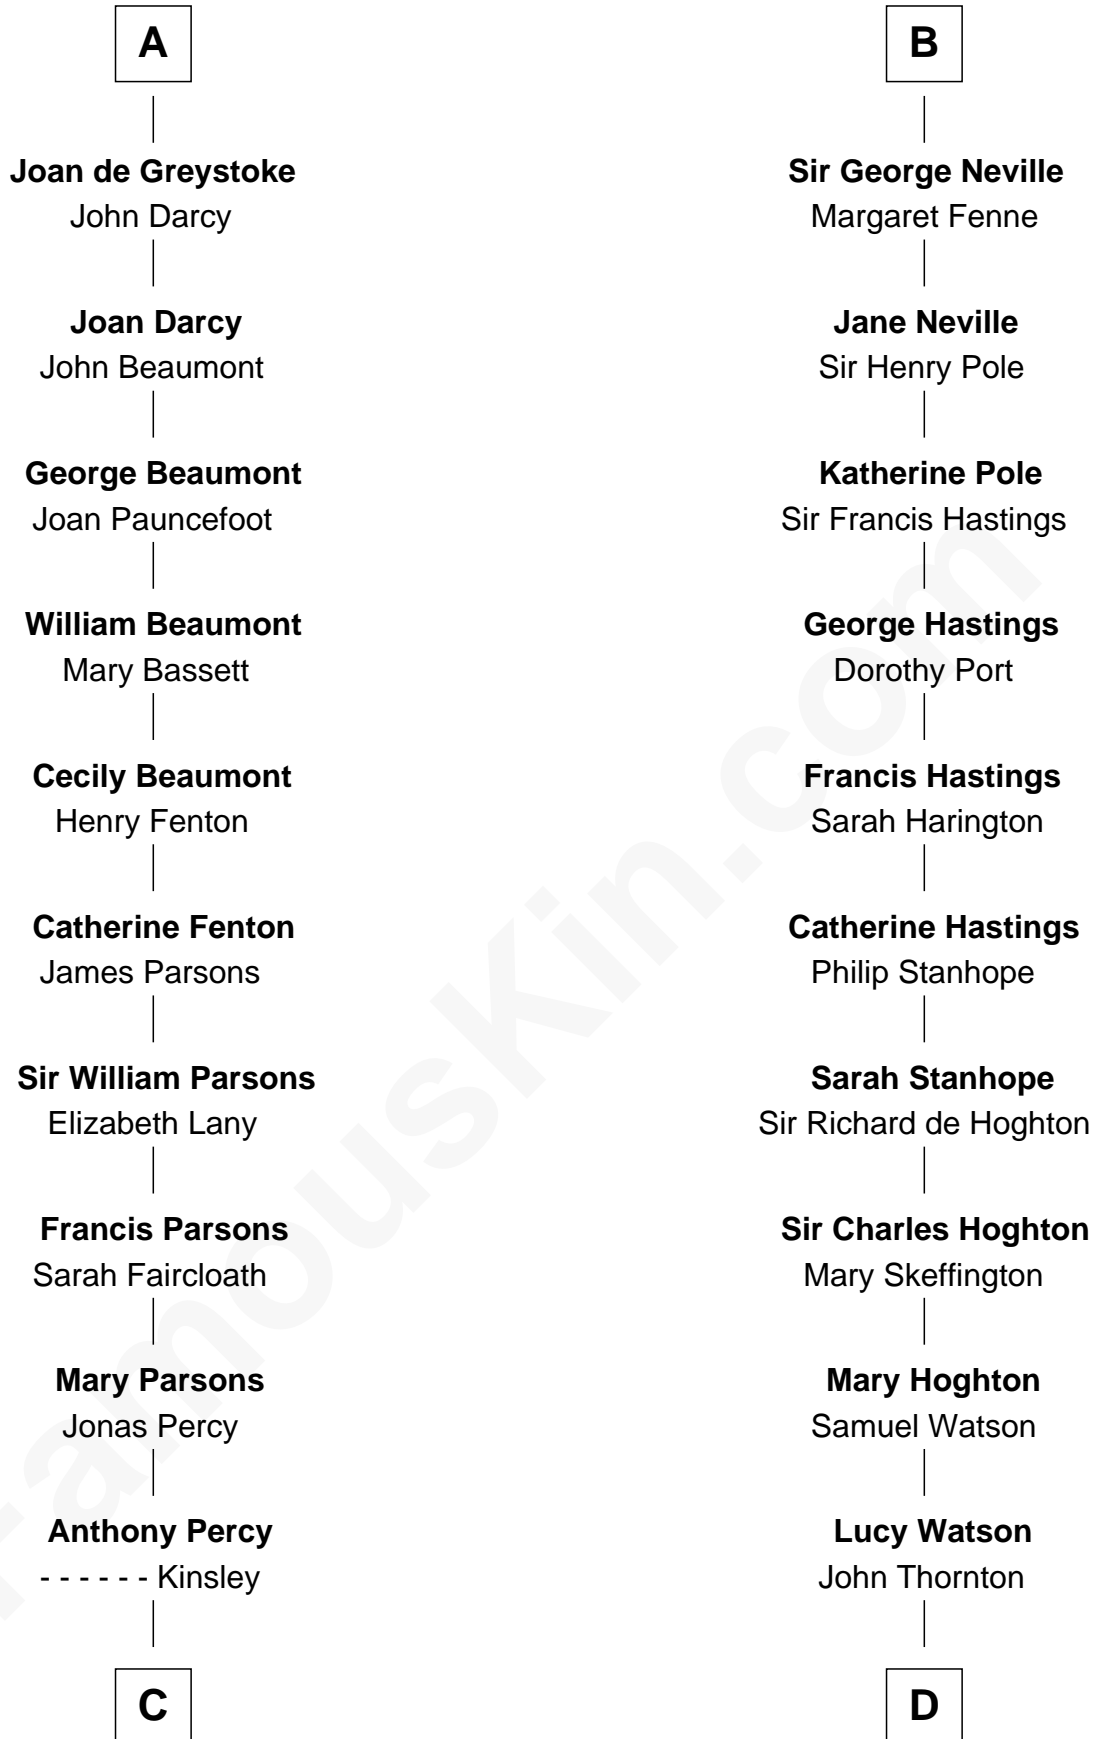 A
Joan de Greystoke
John Darcy
Joan Darcy
John Beaumont
George Beaumont
Joan Pauncefoot
William Beaumont
Mary Bassett
Cecily Beaumont
Henry Fenton
Catherine Fenton
James Parsons
Sir William Parsons
Elizabeth Lany
Francis Parsons
Sarah Faircloath
Mary Parsons
Jonas Percy
Anthony Percy
- - - - - - Kinsley
C
B
Sir George Neville
Margaret Fenne
Jane Neville
Sir Henry Pole
Katherine Pole
Sir Francis Hastings
George Hastings
Dorothy Port
Francis Hastings
Sarah Harington
Catherine Hastings
Philip Stanhope
Sarah Stanhope
Sir Richard de Hoghton
Sir Charles Hoghton
Mary Skeffington
Mary Hoghton
Samuel Watson
Lucy Watson
John Thornton
D
FamousKin.com